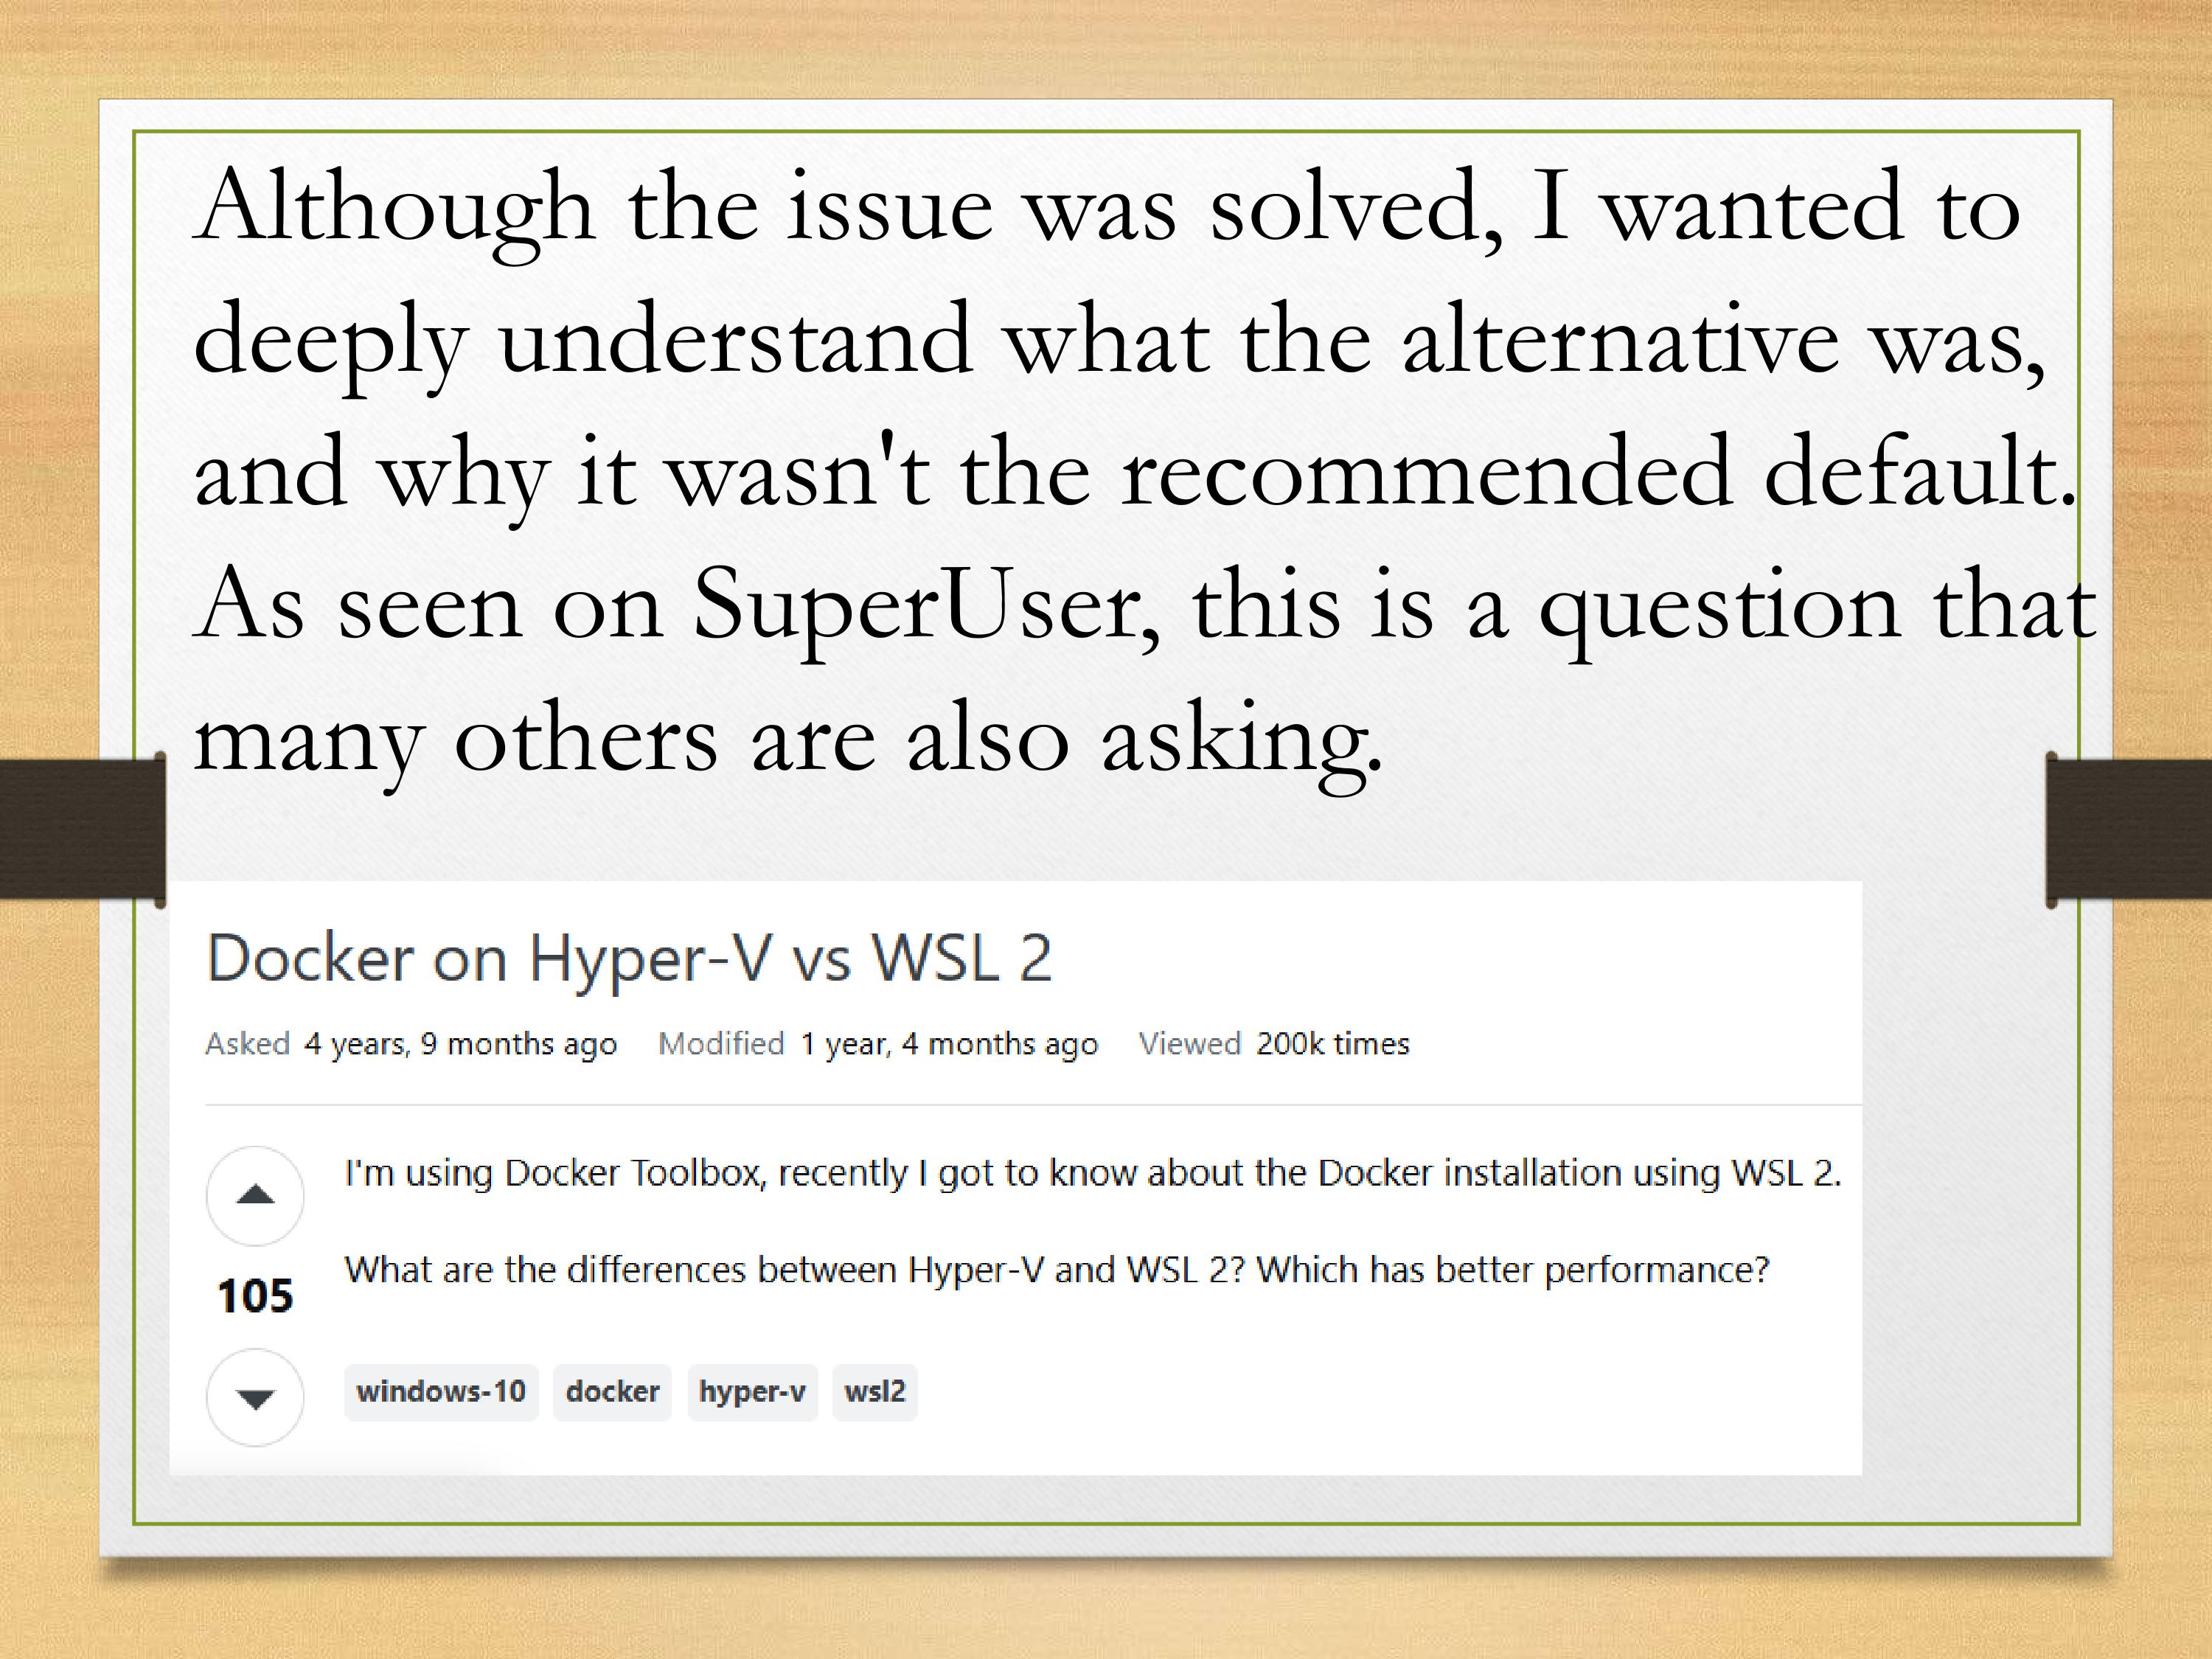 Although the issue was solved, I wanted to
deeply understand what the alternative was,
and why it wasn't the recommended default.
As seen on SuperUser, this is a question that
many others are also asking.
Docker on Hyper-V vs WSL 2
Asked 4 years, 9 months ago Modified 1 year, 4 months ago Viewed 200k times
I'm using Docker Toolbox, recently I got to know about the Docker installation using WSL 2.
What are the differences between Hyper-V and WSL 2? Which has better performance?
105
windows-10 docker hyper-v wsl2